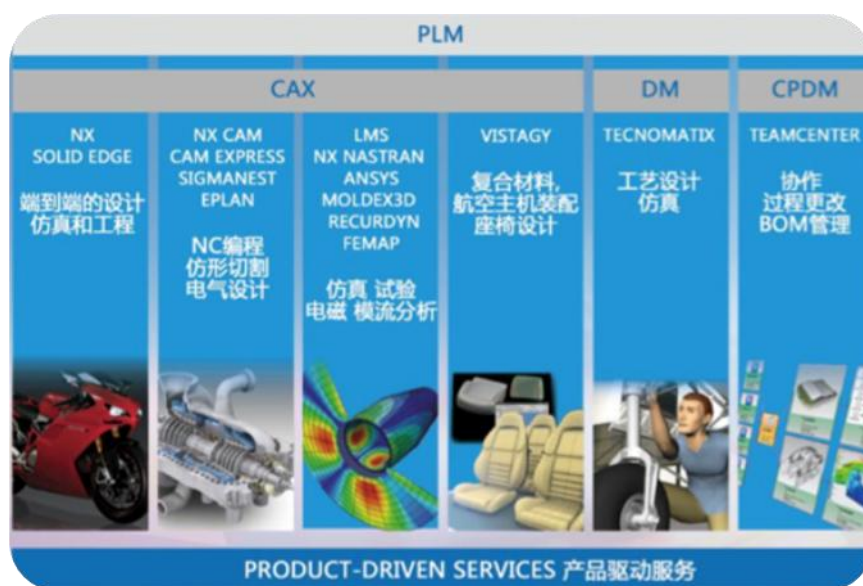 PLM
CAX
DM
CPDM
NX
SOLID EDGE
端到端的设计
仿真和工程
NX CAM
CAM EXPRESS
SIGMANEST
EPLAN
NC编程
仿形切割
电气设计
LMS
NX NASTRAN
ANSYS
MOLDEX3D
RECURDYN
FEMAP
仿真 试验
电磁 模流分析
VISTAGY
复合材料,
航空主机装配
座椅设计
TECNOMATIX
工艺设计
仿真
TEAMCENTER
协作
过程更改
BOM管理
PRODUCT-DRIVEN SERVICES 产品驱动服务